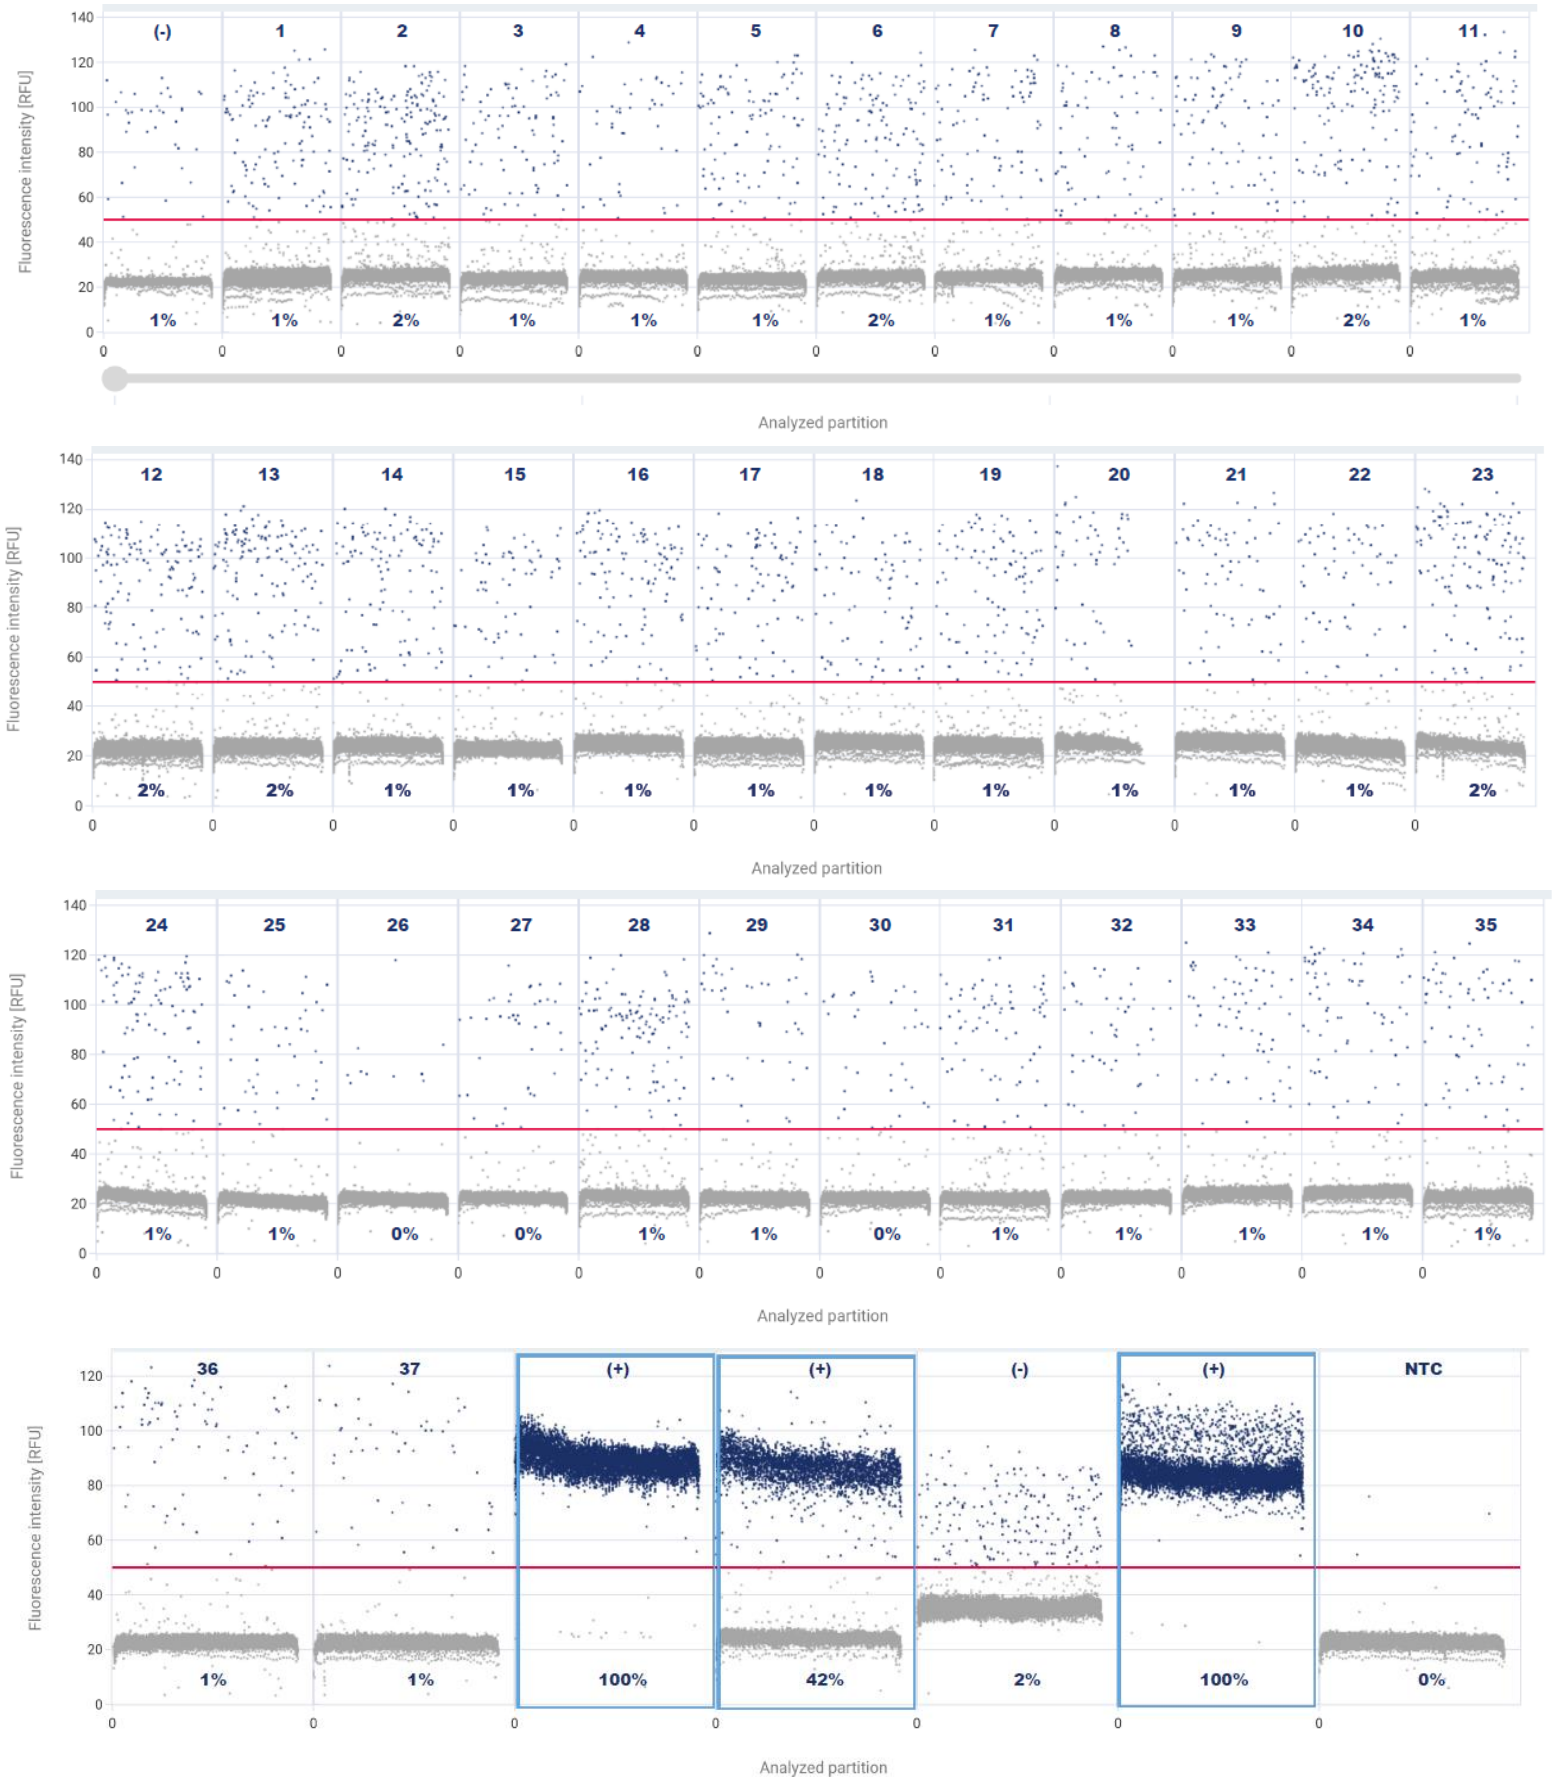 (-) 1 2 3 4 5 6 7 8 9 10 11
140
120
100
80
60
40
20
0
Fluorescence intensity [RFU]
1% 1% 2% 1% 1% 1% 2% 1% 1% 1% 2% 1%
0 0 0 0 0 0 0 0 0 0 0 0
Analyzed partition
12 13 14 15 16 17 18 19 20 21 22 23
140
120
100
80
60
40
20
0
Fluorescence intensity [RFU]
2% 2% 1% 1% 1% 1% 1% 1% 1% 1% 1% 2%
0 0 0 0 0 0 0 0 0 0 0 0
Analyzed partition
24 25 26 27 28 29 30 31 32 33 34 35
140
120
100
80
60
40
20
0
Fluorescence intensity [RFU]
1% 1% 0% 0% 1% 1% 0% 1% 1% 1% 1% 1%
0 0 0 0 0 0 0 0 0 0 0 0
Analyzed partition
36 37 (+) (+) (-) (+) NTC
120
100
80
60
40
20
0
Fluorescence intensity [RFU]
1% 1% 100% 42% 2% 100% 0%
0 0 0 0 0 0 0
Analyzed partition